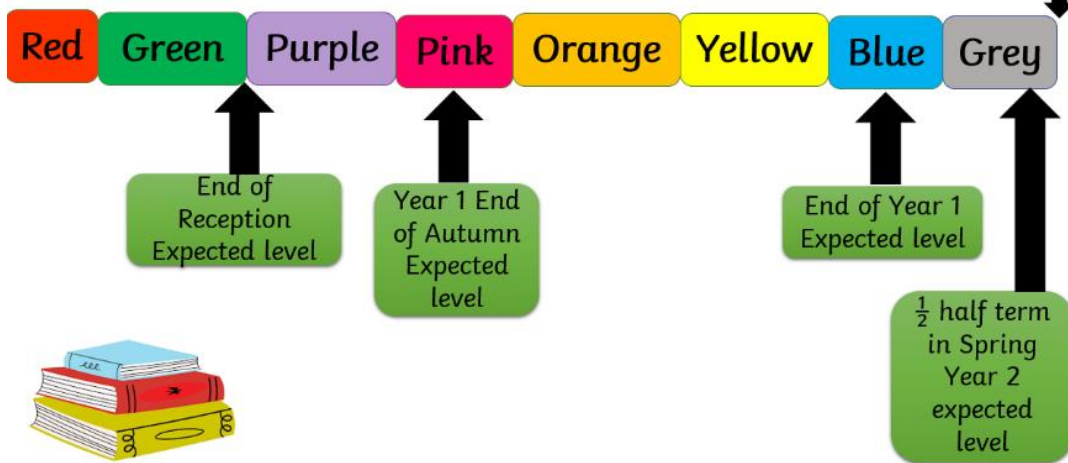 Red Green Purple Pink Orange Yellow Blue Grey
End of
Reception
Expected level
Year 1 End
of Autumn
Expected
level
End of Year 1
Expected level
½ half term
in Spring
Year 2
expected
level